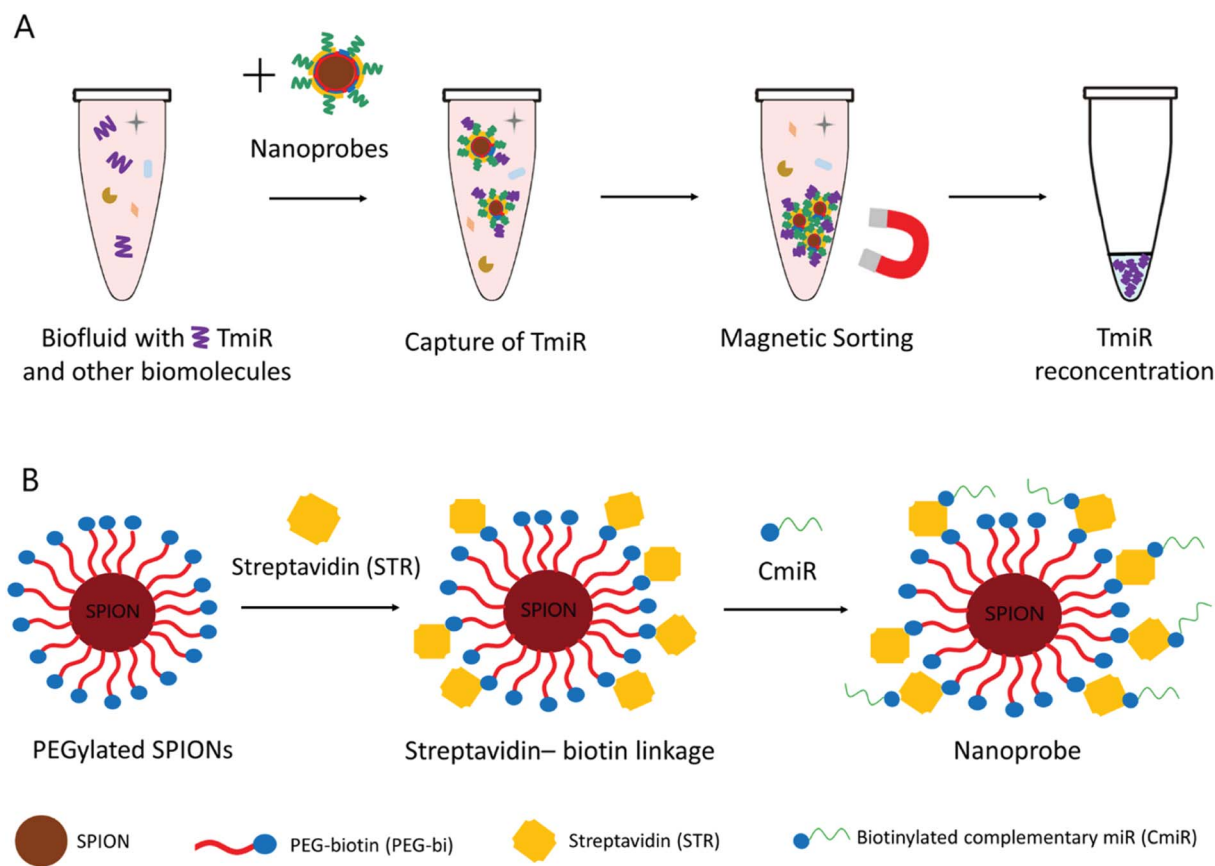 A
+
Nanoprobes
Biofluid with TmiR
and other biomolecules
Capture of TmiR
Magnetic Sorting
TmiR
reconcentration
B
Streptavidin (STR)
CmiR
SPION
SPION
SPION
PEGylated SPIONs
Streptavidin– biotin linkage
Nanoprobe
SPION
PEG-biotin (PEG-bi)
Streptavidin (STR)
Biotinylated complementary miR (CmiR)